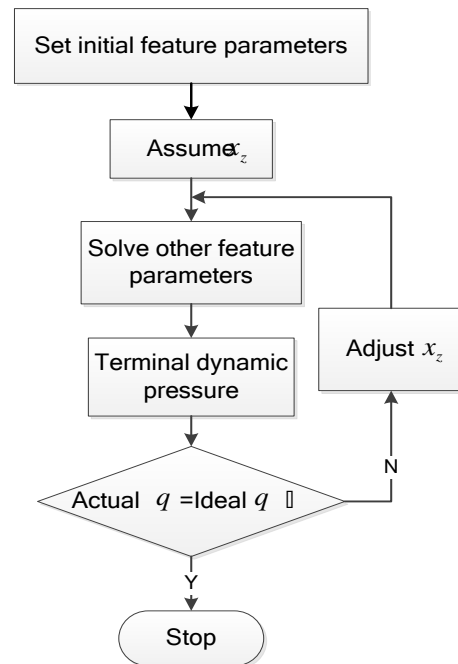 Set initial feature parameters
Assume x_z
Solve other feature
parameters
Terminal dynamic
pressure
Adjust x_z
Actual q =Ideal q
N
Y
Stop